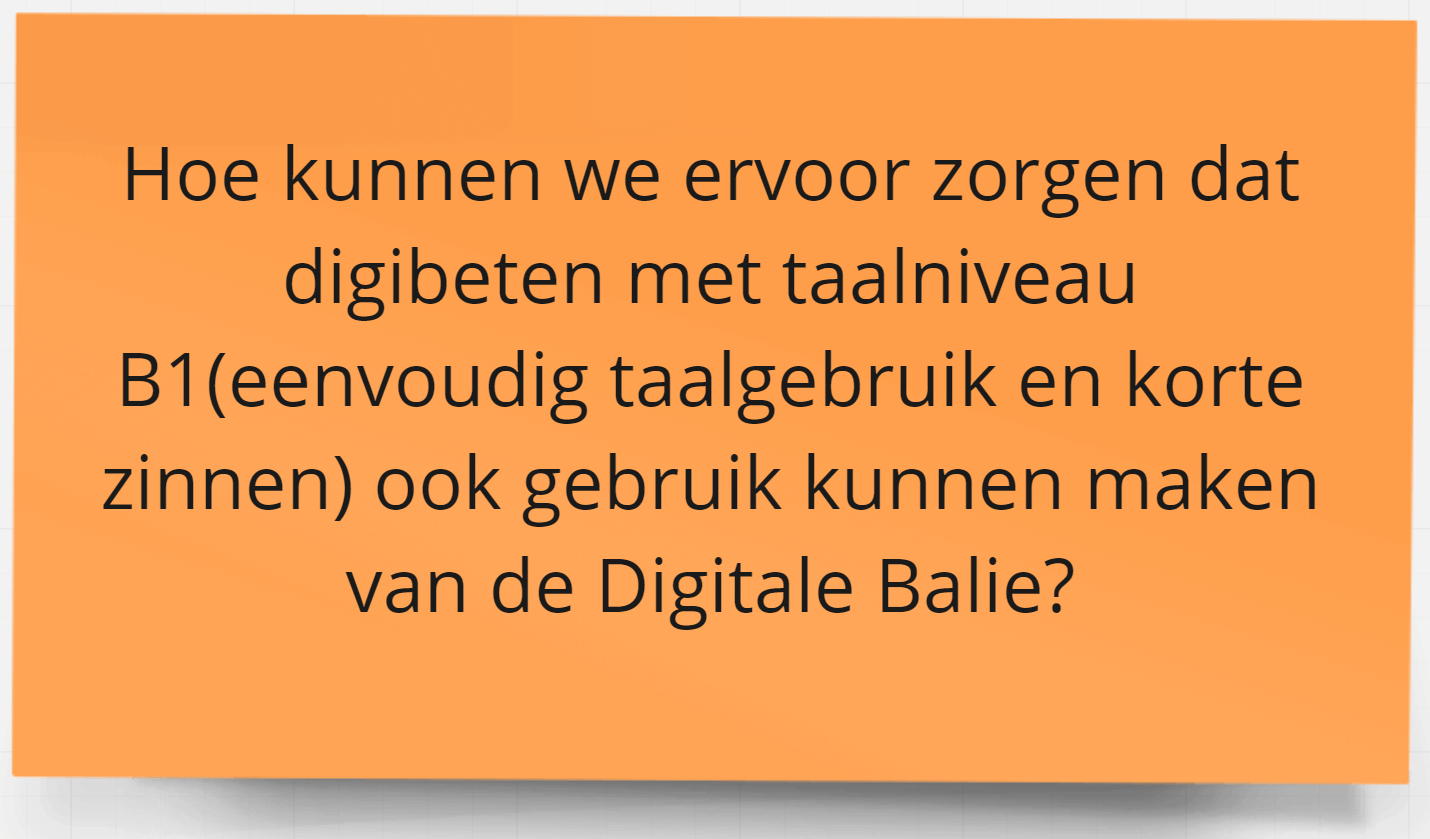 Hoe kunnen we ervoor zorgen dat
digibeten met taalniveau
B1(eenvoudig taalgebruik en korte
zinnen) ook gebruik kunnen maken
van de Digitale Balie?